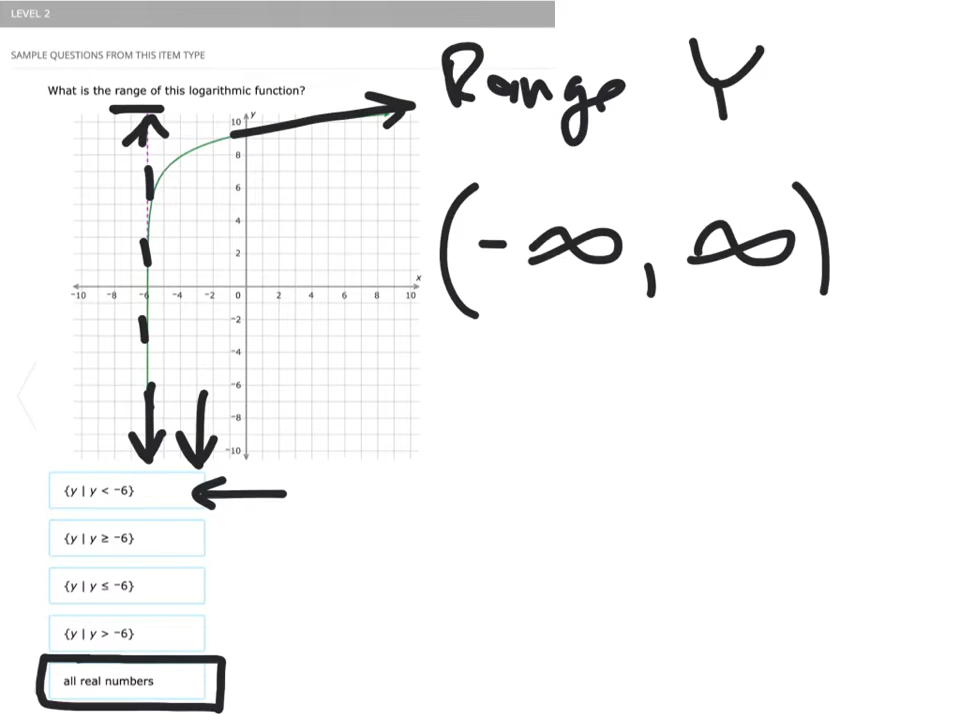 LEVEL 2
SAMPLE QUESTIONS FROM THIS ITEM TYPE
Range Y
What is the range of this logarithmic function?
y
10
8
6
4
2
x
-10 -8 -6 -4 -2 0 2 4 6 8 10
-2
-4
-6
-8
-10
(-∞, ∞)
{y | y < -6}
{y | y ≥ -6}
{y | y ≤ -6}
{y | y > -6}
all real numbers